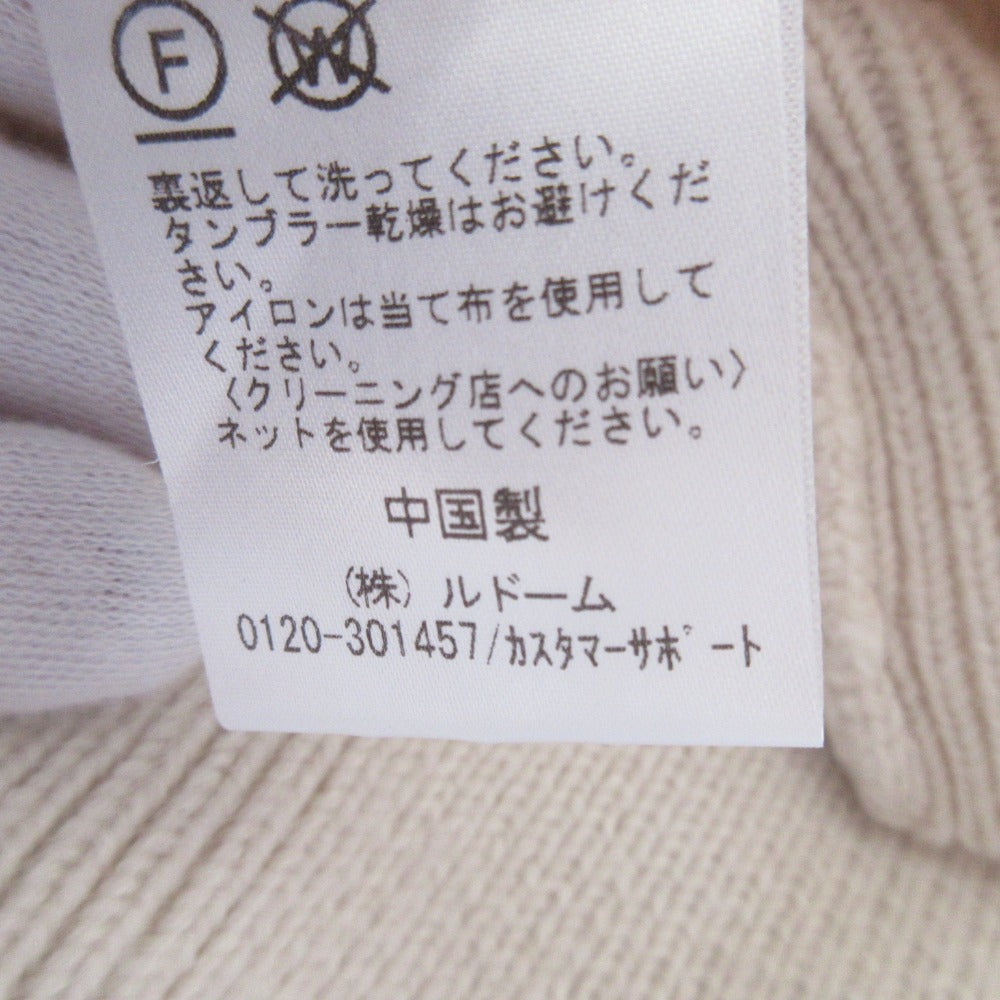 F
W
裏返して洗ってください。
タンブラー乾燥はお避けくだ
さい。
アイロンは当て布を使用して
ください。
〈クリーニング店へのお願い〉
ネットを使用してください。
中国製
(株) ルドーム
0120-301457/ｶｽﾀﾏｰｻﾎﾟｰﾄ